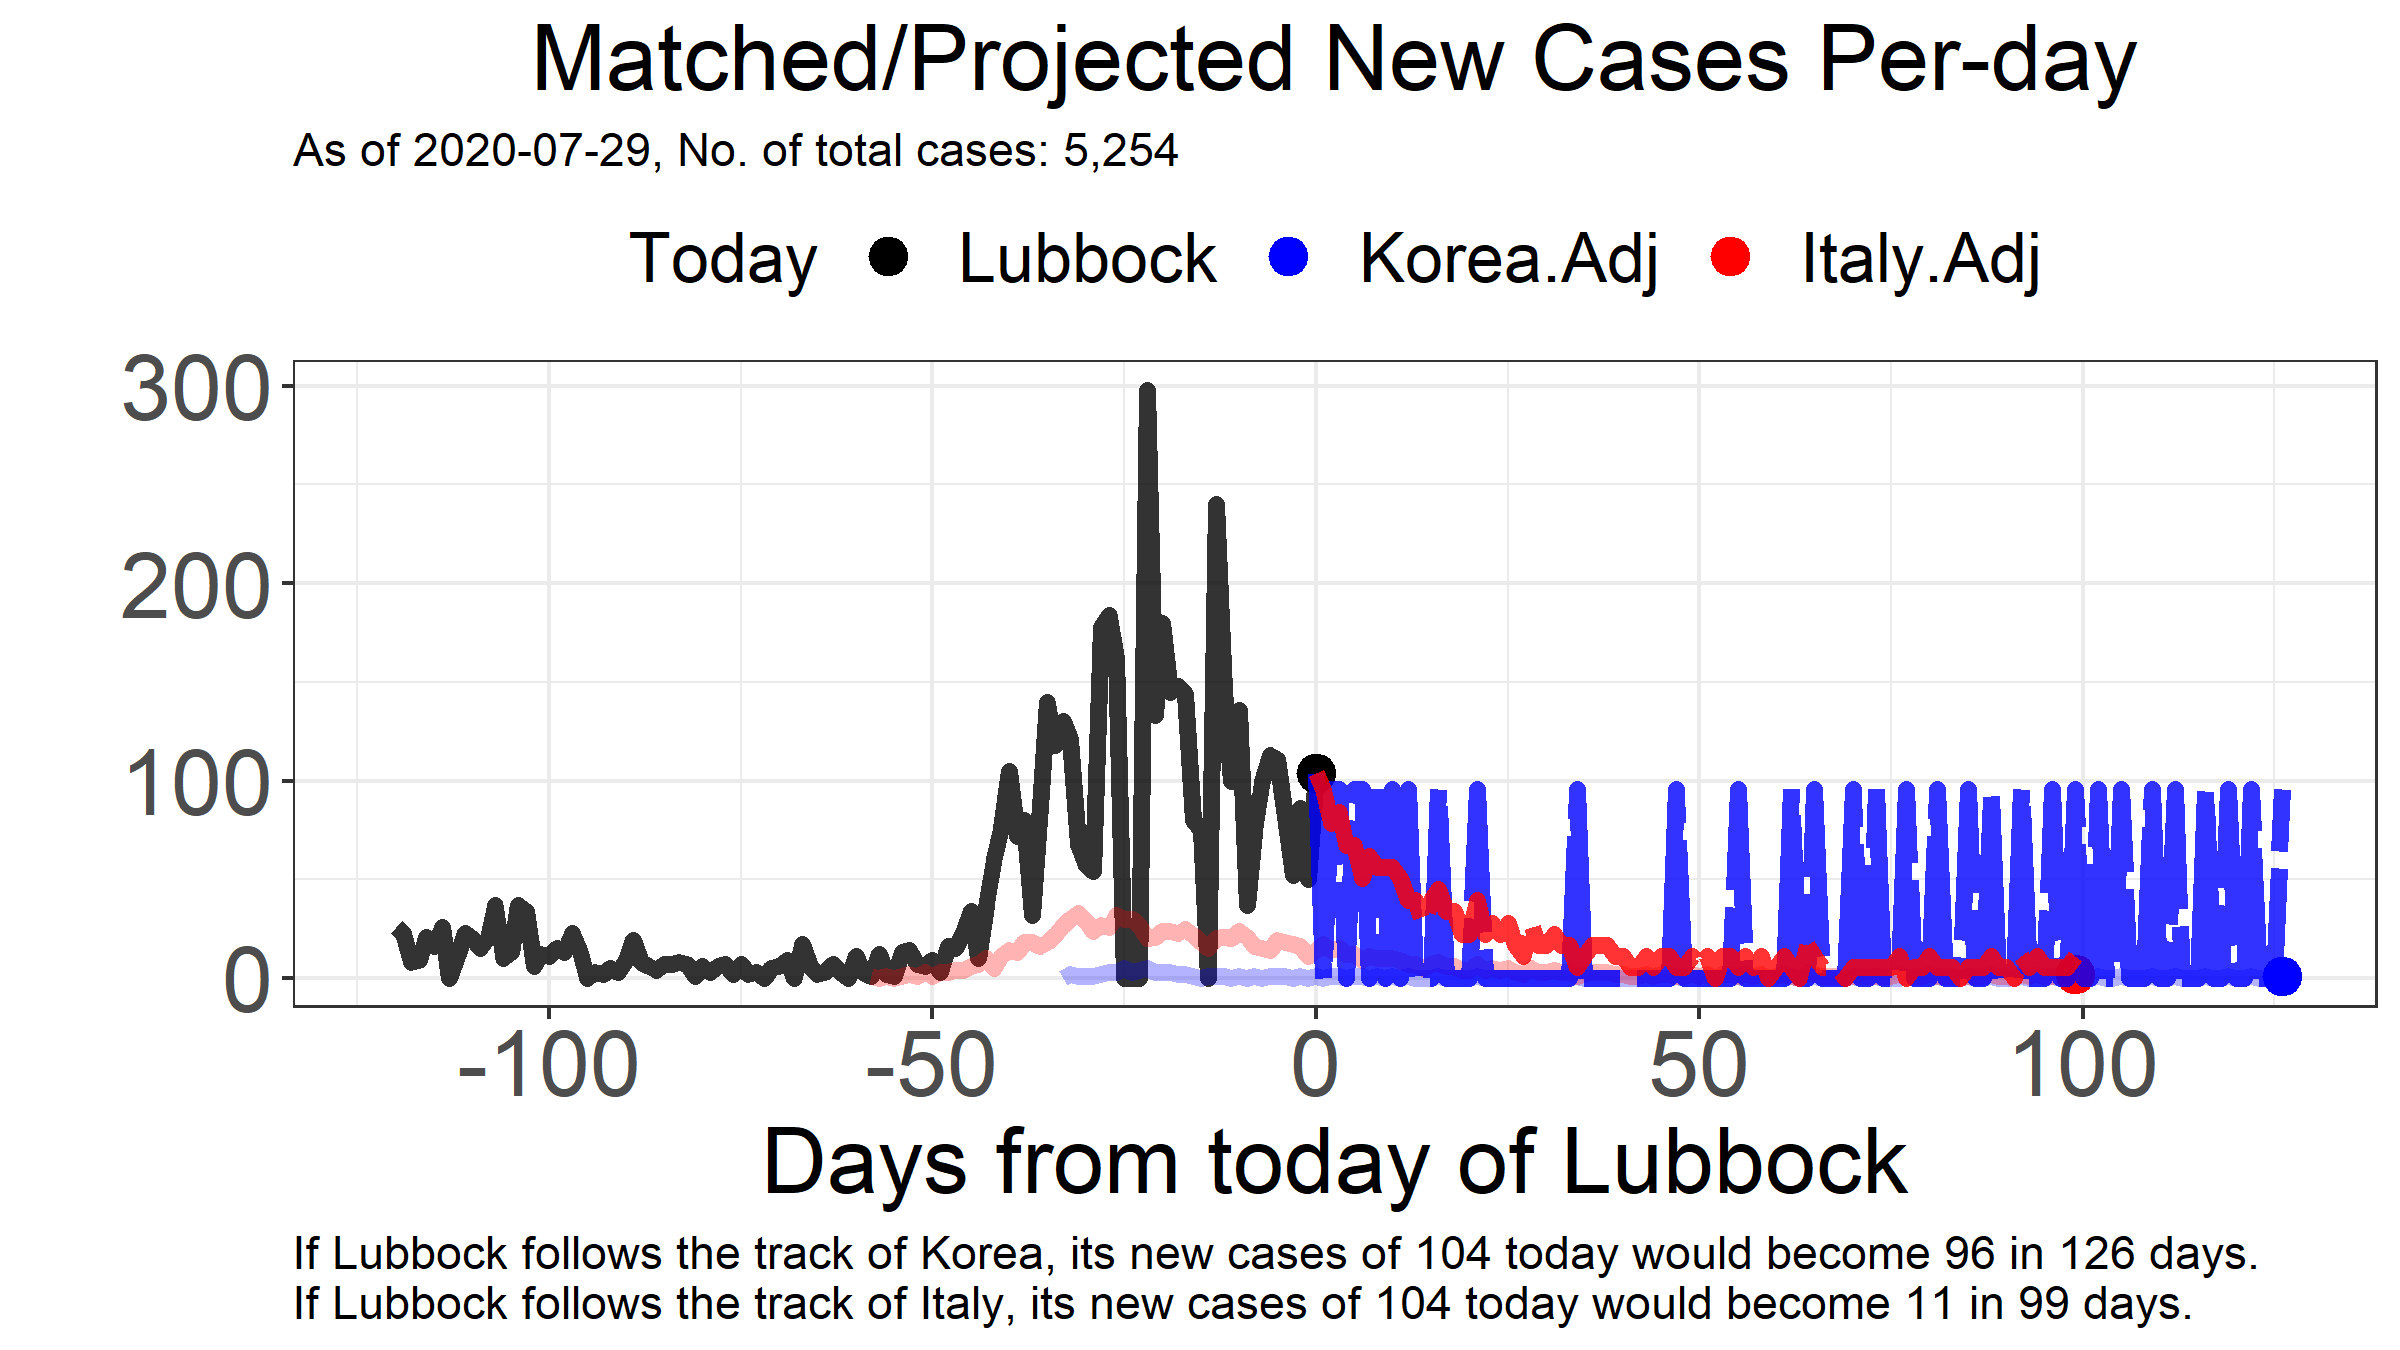 Matched/Projected New Cases Per-day
As of 2020-07-29, No. of total cases: 5,254
Today Lubbock Korea.Adj Italy.Adj
300
200
100
0
-100 -50 0 50 100
Days from today of Lubbock
If Lubbock follows the track of Korea, its new cases of 104 today would become 96 in 126 days.
If Lubbock follows the track of Italy, its new cases of 104 today would become 11 in 99 days.